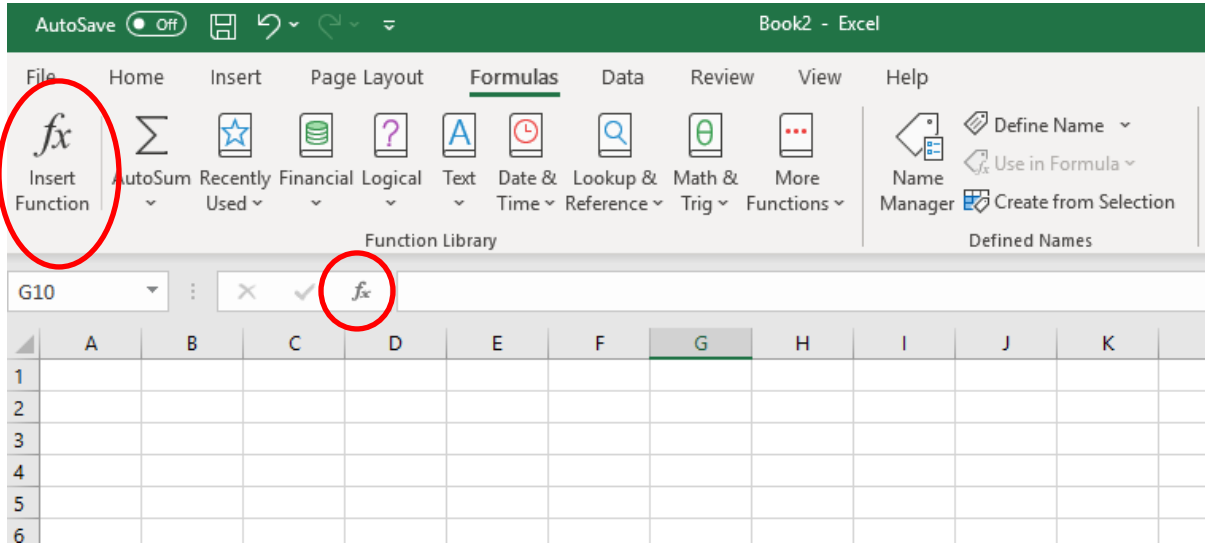 AutoSave Off Book2 - Excel
File Home Insert Page Layout Formulas Data Review View Help
fx Insert Function
AutoSum
Recently Used
Financial
Logical
Text
Date & Time
Lookup & Reference
Math & Trig
More Functions
Name Manager
Define Name
Use in Formula
Create from Selection
Function Library
Defined Names
G10 fx
A B C D E F G H I J K
1
2
3
4
5
6